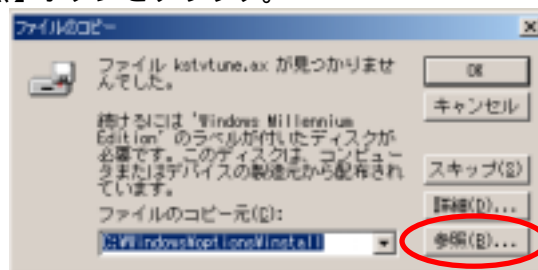 ファイルのコピー
ファイル kstvtune.ax が見つかりませ
んでした。
続けるには 'Windows Millennium
Edition' のラベルが付いたディスクが
必要です。このディスクは、コンピュー
タまたはデバイスの製造元から配布され
ています。
ファイルのコピー元(C):
C:¥Windows¥options¥install
OK
キャンセル
スキップ(S)
詳細(D)...
参照(B)...